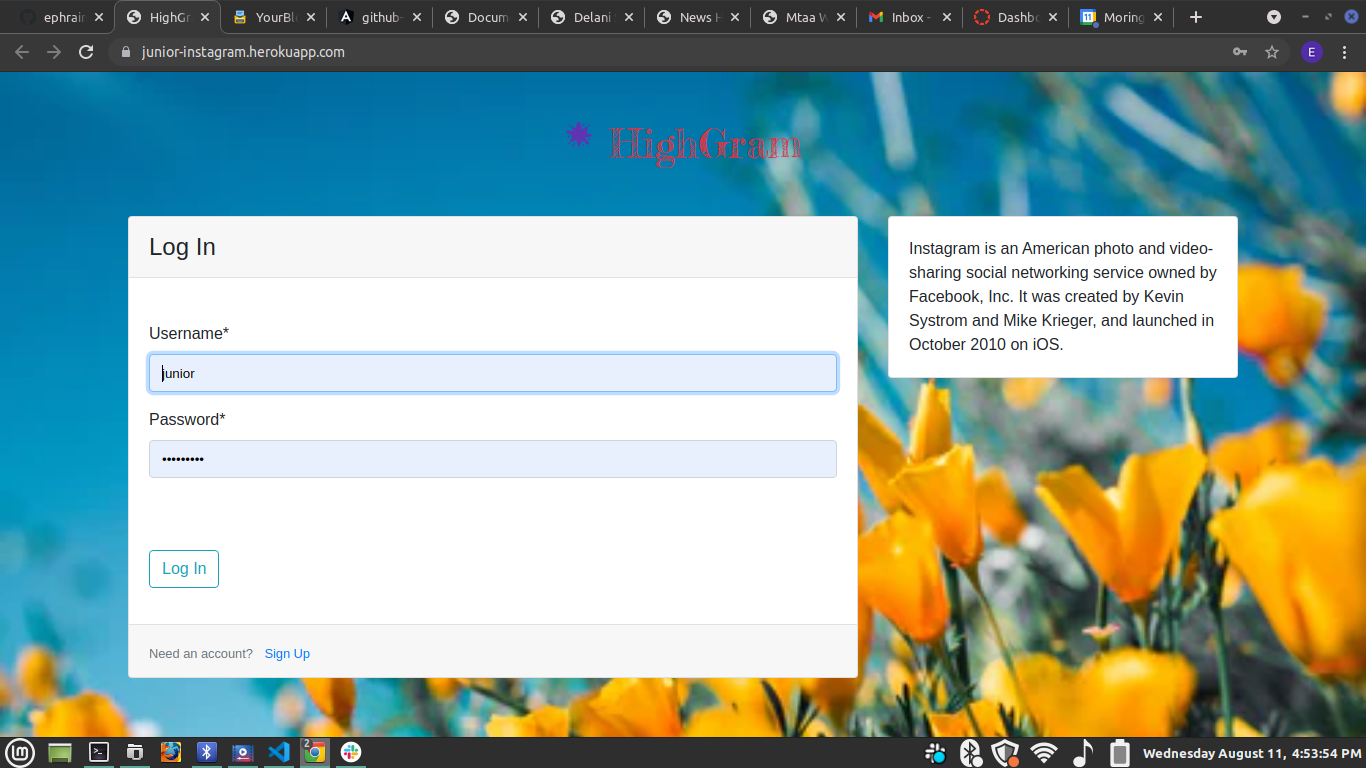 ephrair
HighGr
YourBl
github-
Docum
Delani
News H
Mtaa W
Inbox -
Dashb
Moring
junior-instagram.herokuapp.com
E
HighGram
Log In
Username*
junior
Password*
•••••••••
Log In
Need an account? Sign Up
Instagram is an American photo and video-
sharing social networking service owned by
Facebook, Inc. It was created by Kevin
Systrom and Mike Krieger, and launched in
October 2010 on iOS.
2
Wednesday August 11, 4:53:54 PM